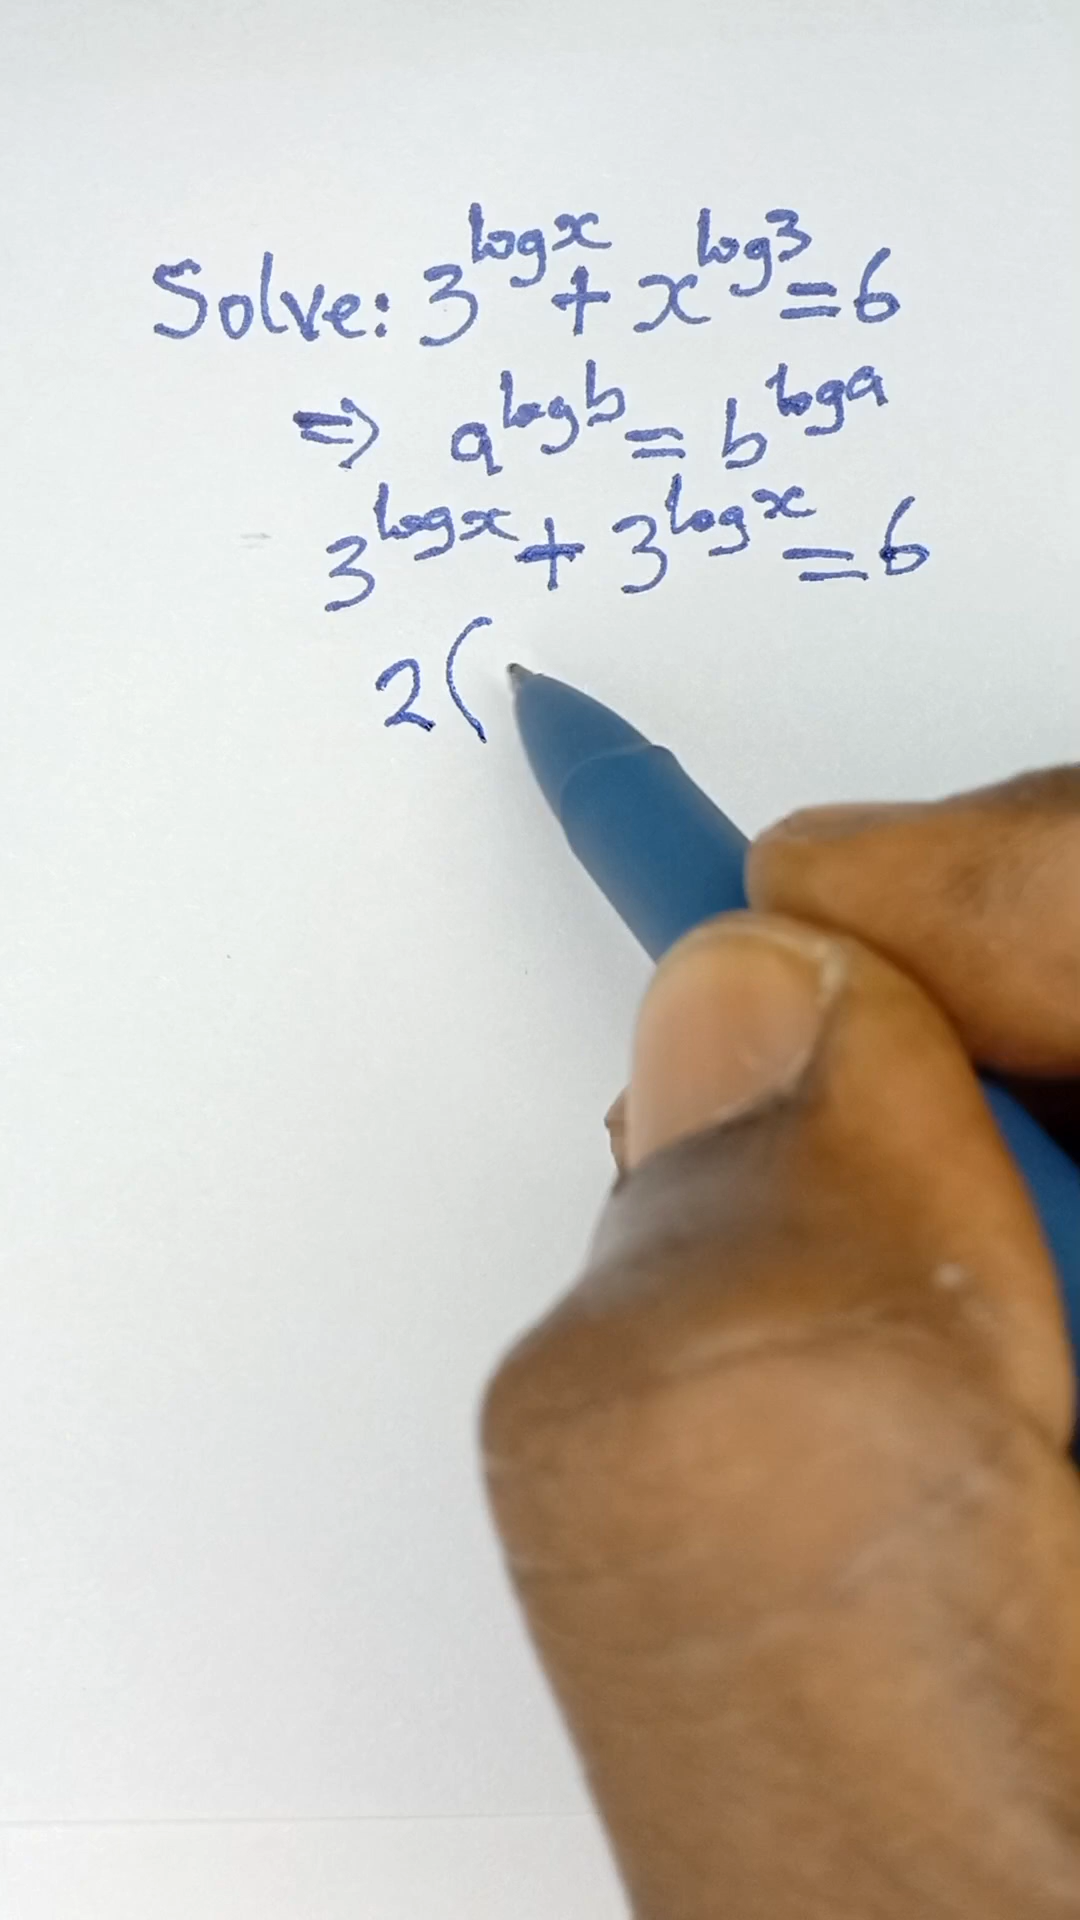 Solve: 3^{log x} + x^{log 3} = 6
⇒ a^{log b} = b^{log a}
3^{log x} + 3^{log x} = 6
2(